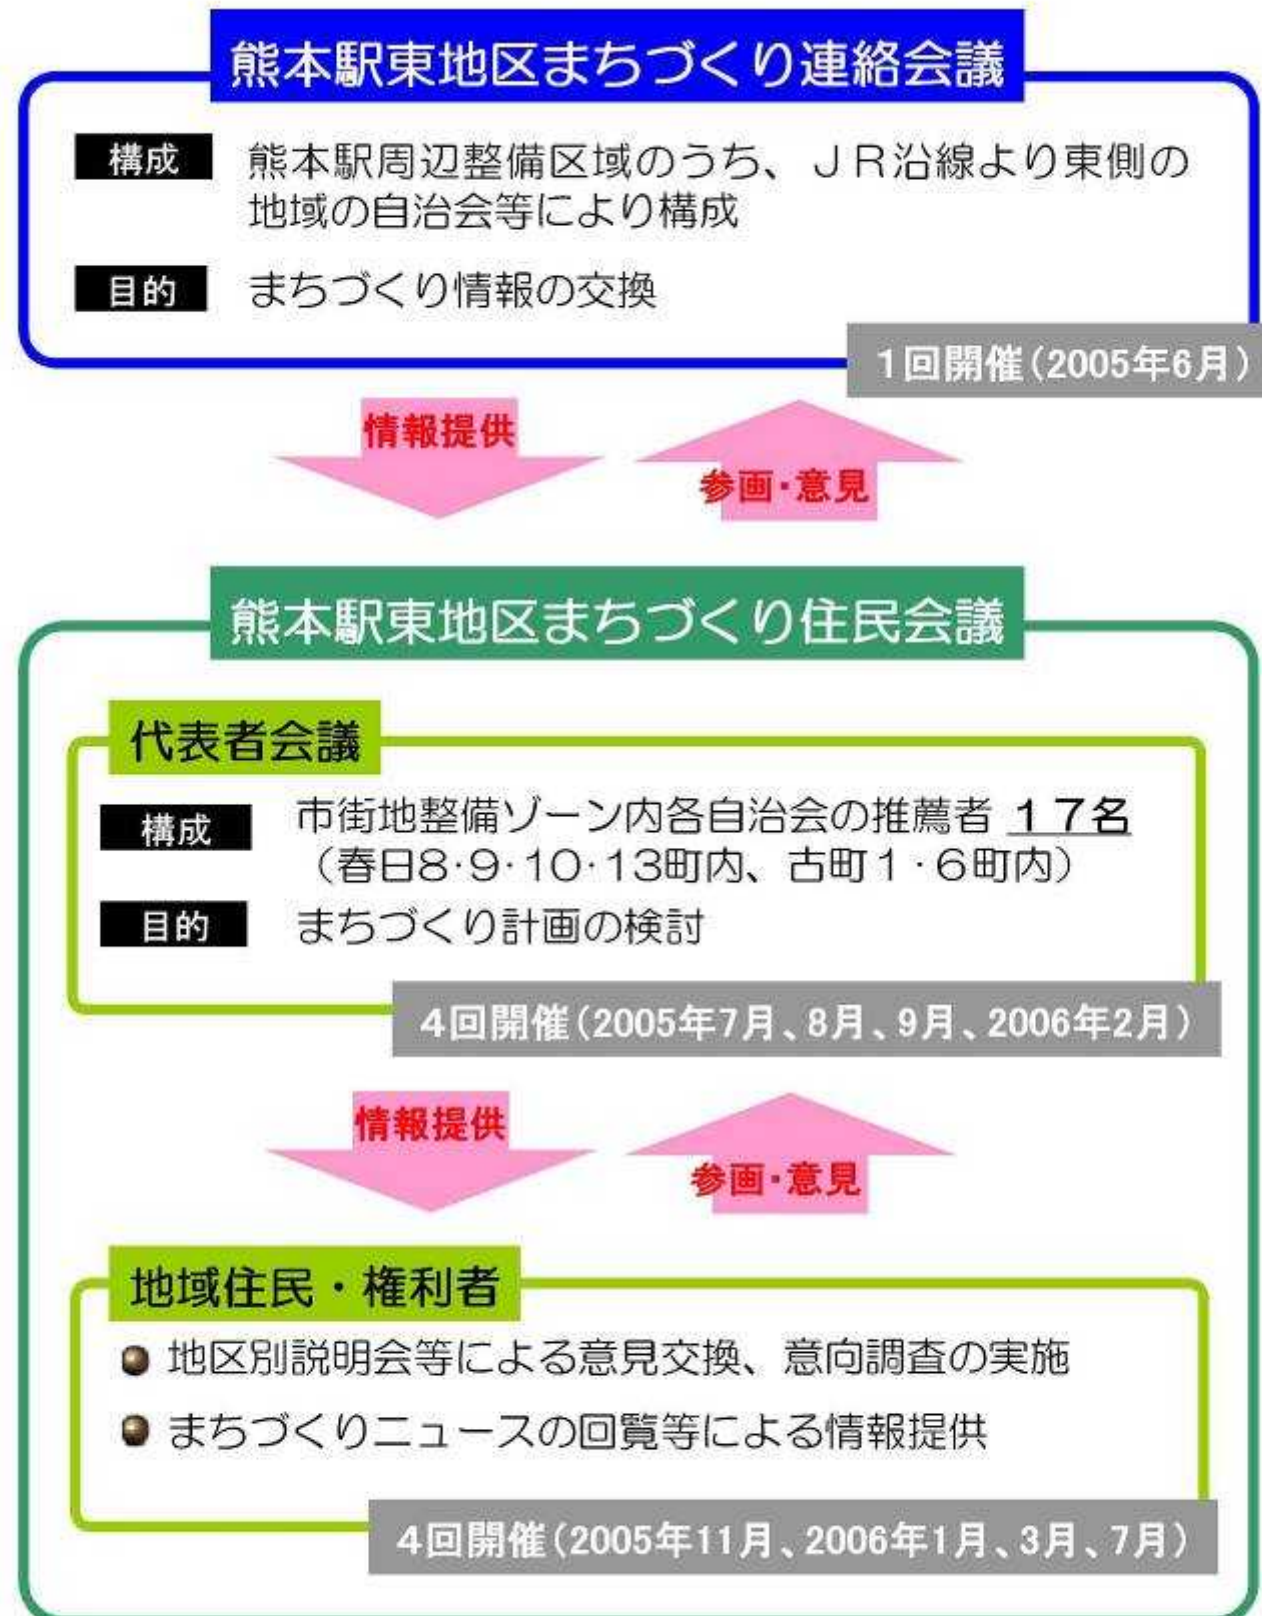 熊本駅東地区まちづくり連絡会議
構成 熊本駅周辺整備区域のうち、ＪＲ沿線より東側の
地域の自治会等により構成
目的 まちづくり情報の交換
１回開催（2005年6月）
情報提供
参画・意見
熊本駅東地区まちづくり住民会議
代表者会議
構成 市街地整備ゾーン内各自治会の推薦者 １７名
（春日8・9・10・13町内、古町１・６町内）
目的 まちづくり計画の検討
４回開催（2005年7月、8月、9月、2006年2月）
情報提供
参画・意見
地域住民・権利者
地区別説明会等による意見交換、意向調査の実施
まちづくりニュースの回覧等による情報提供
４回開催（2005年11月、2006年1月、3月、7月）